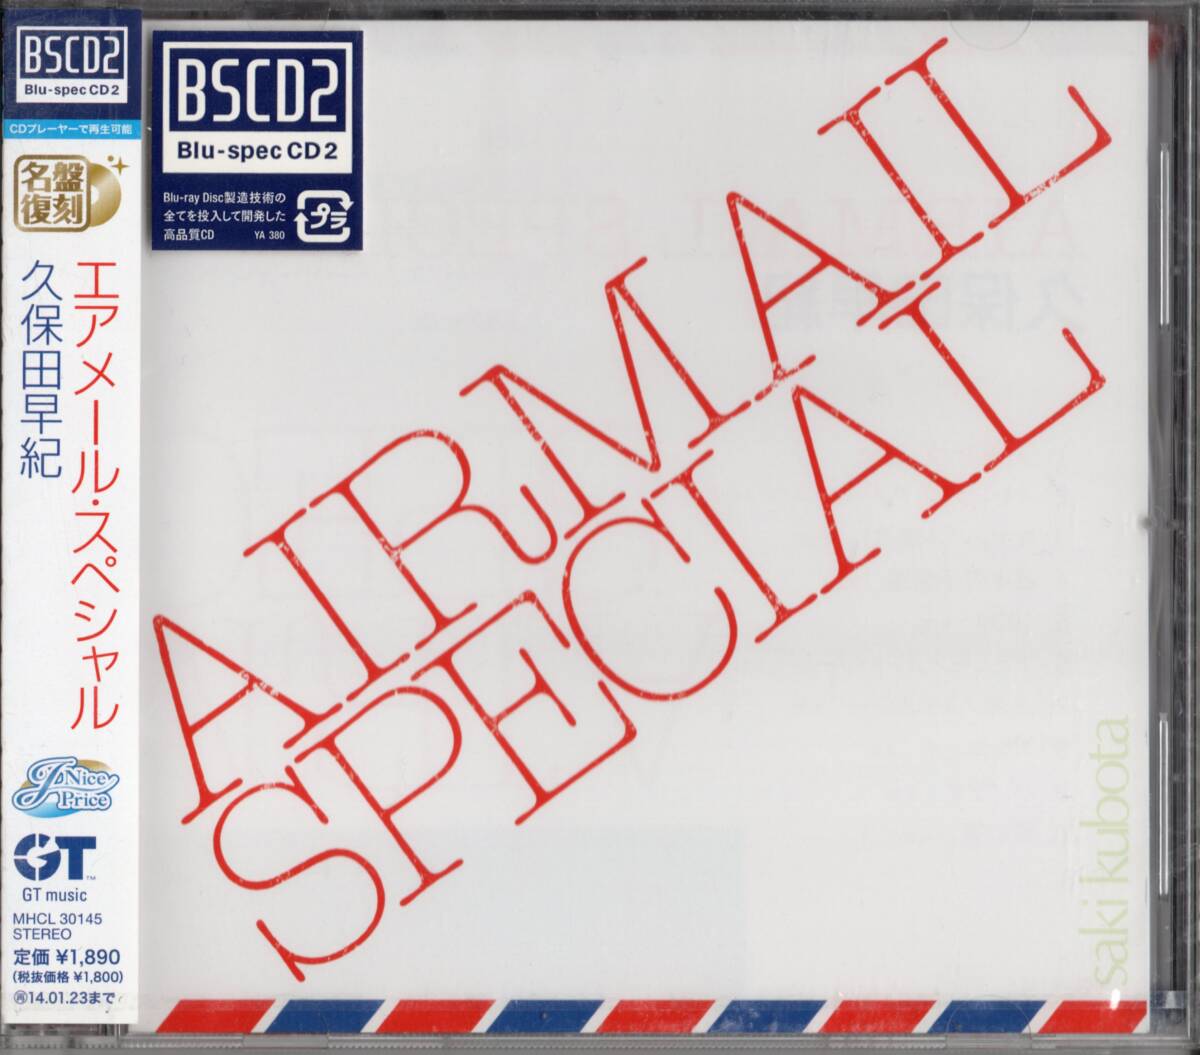 BSCD2
Blu-spec CD2
CDプレーヤーで再生可能
名盤
復刻
エアメール・スペシャル
久保田早紀
J Nice
Price
GT™
GT music
MHCL 30145
STEREO
定価 ¥1,890
(税抜価格 ¥1,800)
㋱14.01.23まで
BSCD2
Blu-spec CD2
Blu-ray Disc製造技術の
全てを投入して開発した
高品質CD YA 380
プラ
AIRMAIL
SPECIAL
saki kubota